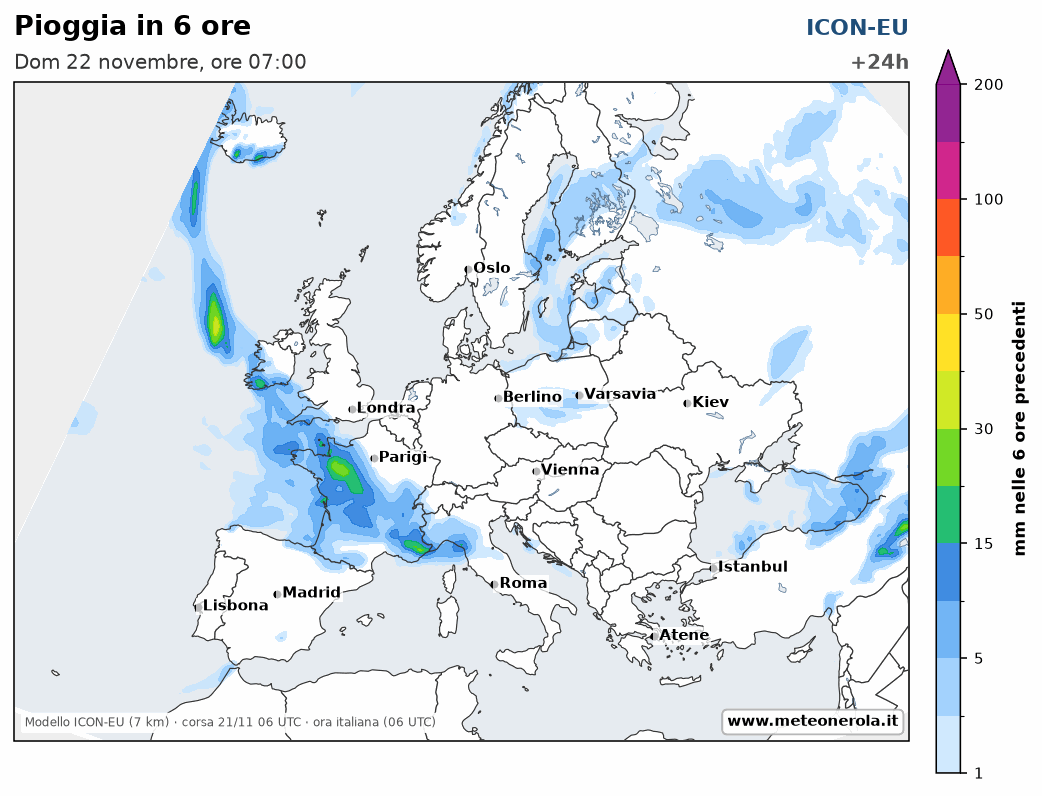 Pioggia in 6 ore
ICON-EU
Dom 22 novembre, ore 07:00
+24h
200
100
50
30
15
5
1
mm nelle 6 ore precedenti
Oslo
Berlino
Varsavia
Kiev
Londra
Parigi
Vienna
Istanbul
Roma
Madrid
Lisbona
Atene
Modello ICON-EU (7 km) · corsa 21/11 06 UTC · ora italiana (06 UTC)
www.meteonerola.it